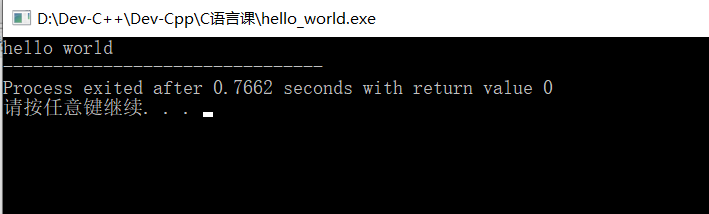 D:\Dev-C++\Dev-Cpp\C语言课\hello_world.exe
hello world
--------------------------------
Process exited after 0.7662 seconds with return value 0
请按任意键继续. . .